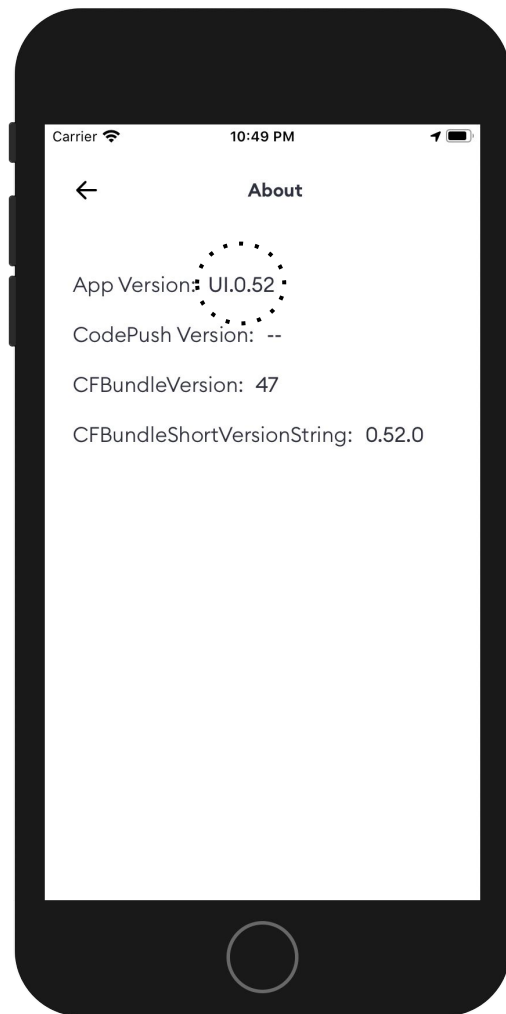 Carrier 10:49 PM
About
App Version: UI.0.52
CodePush Version: --
CFBundleVersion: 47
CFBundleShortVersionString: 0.52.0